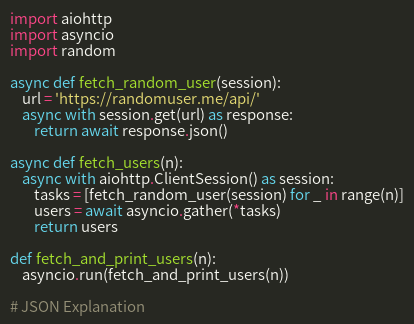 import aiohttp
import asyncio
import random

async def fetch_random_user(session):
    url = 'https://randomuser.me/api/'
    async with session.get(url) as response:
        return await response.json()

async def fetch_users(n):
    async with aiohttp.ClientSession() as session:
        tasks = [fetch_random_user(session) for _ in range(n)]
        users = await asyncio.gather(*tasks)
        return users

def fetch_and_print_users(n):
    asyncio.run(fetch_and_print_users(n))

# JSON Explanation